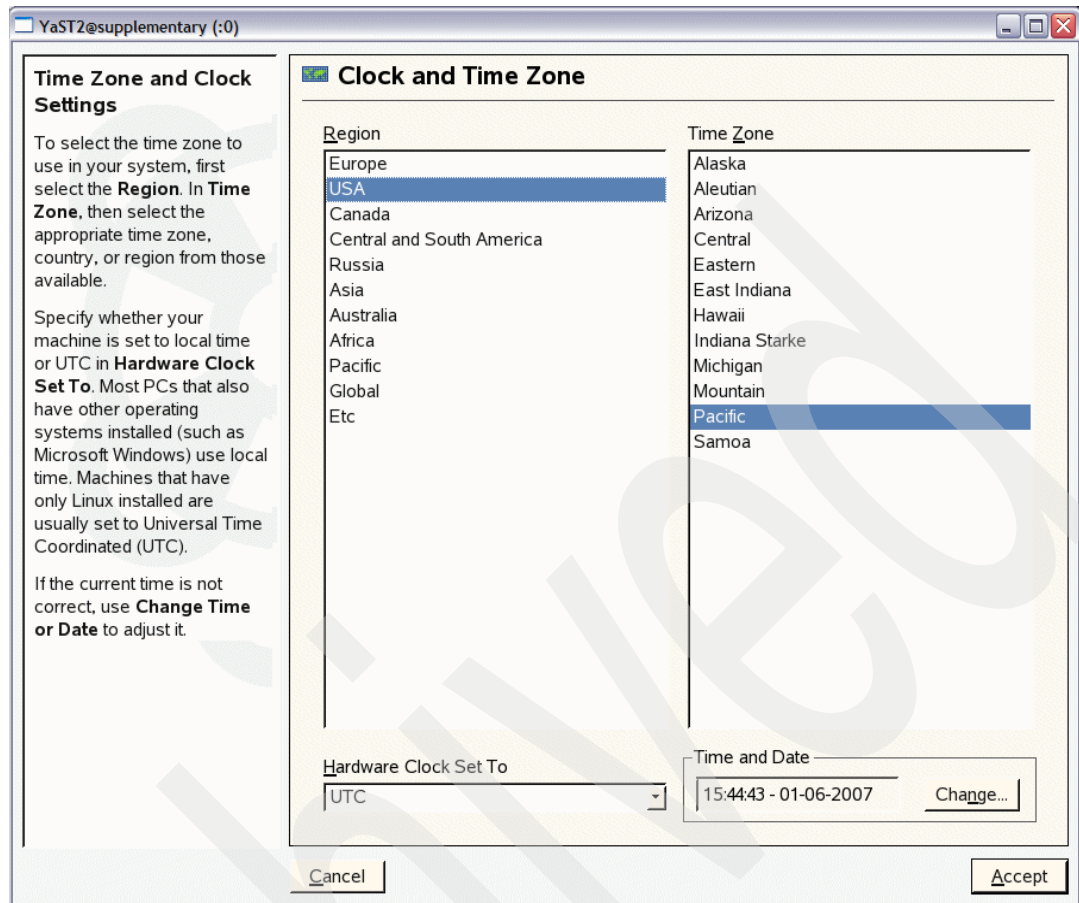 YaST2@supplementary (:0)
Time Zone and Clock
Settings
To select the time zone to
use in your system, first
select the Region. In Time
Zone, then select the
appropriate time zone,
country, or region from those
available.
Specify whether your
machine is set to local time
or UTC in Hardware Clock
Set To. Most PCs that also
have other operating
systems installed (such as
Microsoft Windows) use local
time. Machines that have
only Linux installed are
usually set to Universal Time
Coordinated (UTC).
If the current time is not
correct, use Change Time
or Date to adjust it.
Clock and Time Zone
Region
Europe
USA
Canada
Central and South America
Russia
Asia
Australia
Africa
Pacific
Global
Etc
Time Zone
Alaska
Aleutian
Arizona
Central
Eastern
East Indiana
Hawaii
Indiana Starke
Michigan
Mountain
Pacific
Samoa
Hardware Clock Set To
UTC
Time and Date
15:44:43 - 01-06-2007
Change...
Cancel
Accept